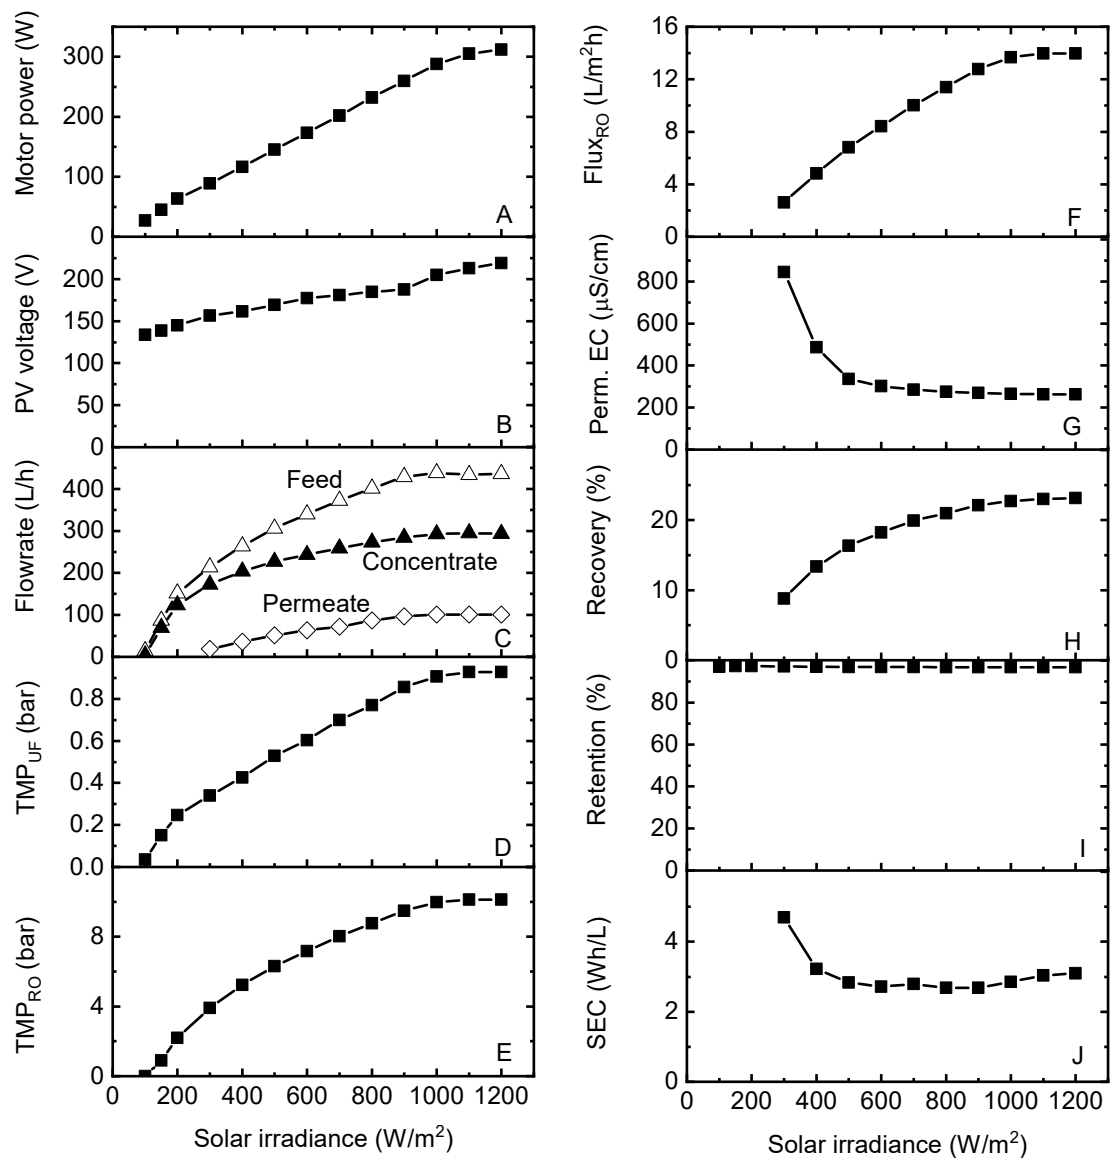 Motor power (W)
300
200
100
0
A
PV voltage (V)
200
150
100
50
0
B
Flowrate (L/h)
400
300
200
100
0
Feed
Concentrate
Permeate
C
TMP_UF (bar)
0.8
0.6
0.4
0.2
0.0
D
TMP_RO (bar)
8
4
0
E
0 200 400 600 800 1000 1200
Solar irradiance (W/m²)
Flux_RO (L/m²h)
16
12
8
4
0
F
Perm. EC (μS/cm)
800
600
400
200
G
Recovery (%)
20
10
0
H
Retention (%)
80
60
40
20
0
I
SEC (Wh/L)
4
2
0
J
0 200 400 600 800 1000 1200
Solar irradiance (W/m²)